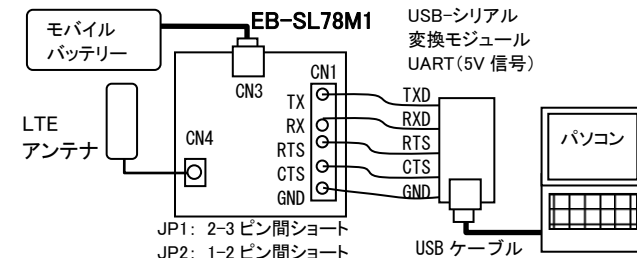 モバイル
バッテリー
EB-SL78M1
USB-シリアル
変換モジュール
UART(5V 信号)
CN3
CN1
TX
RX
RTS
CTS
GND
TXD
RXD
RTS
CTS
GND
LTE
アンテナ
CN4
パソコン
JP1: 2-3 ピン間ショート
JP2: 1-2 ピン間ショート
USB ケーブル